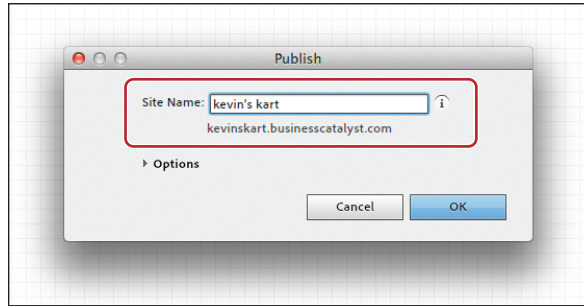 Publish
Site Name: kevin's kart
kevinskart.businesscatalyst.com
Options
Cancel OK